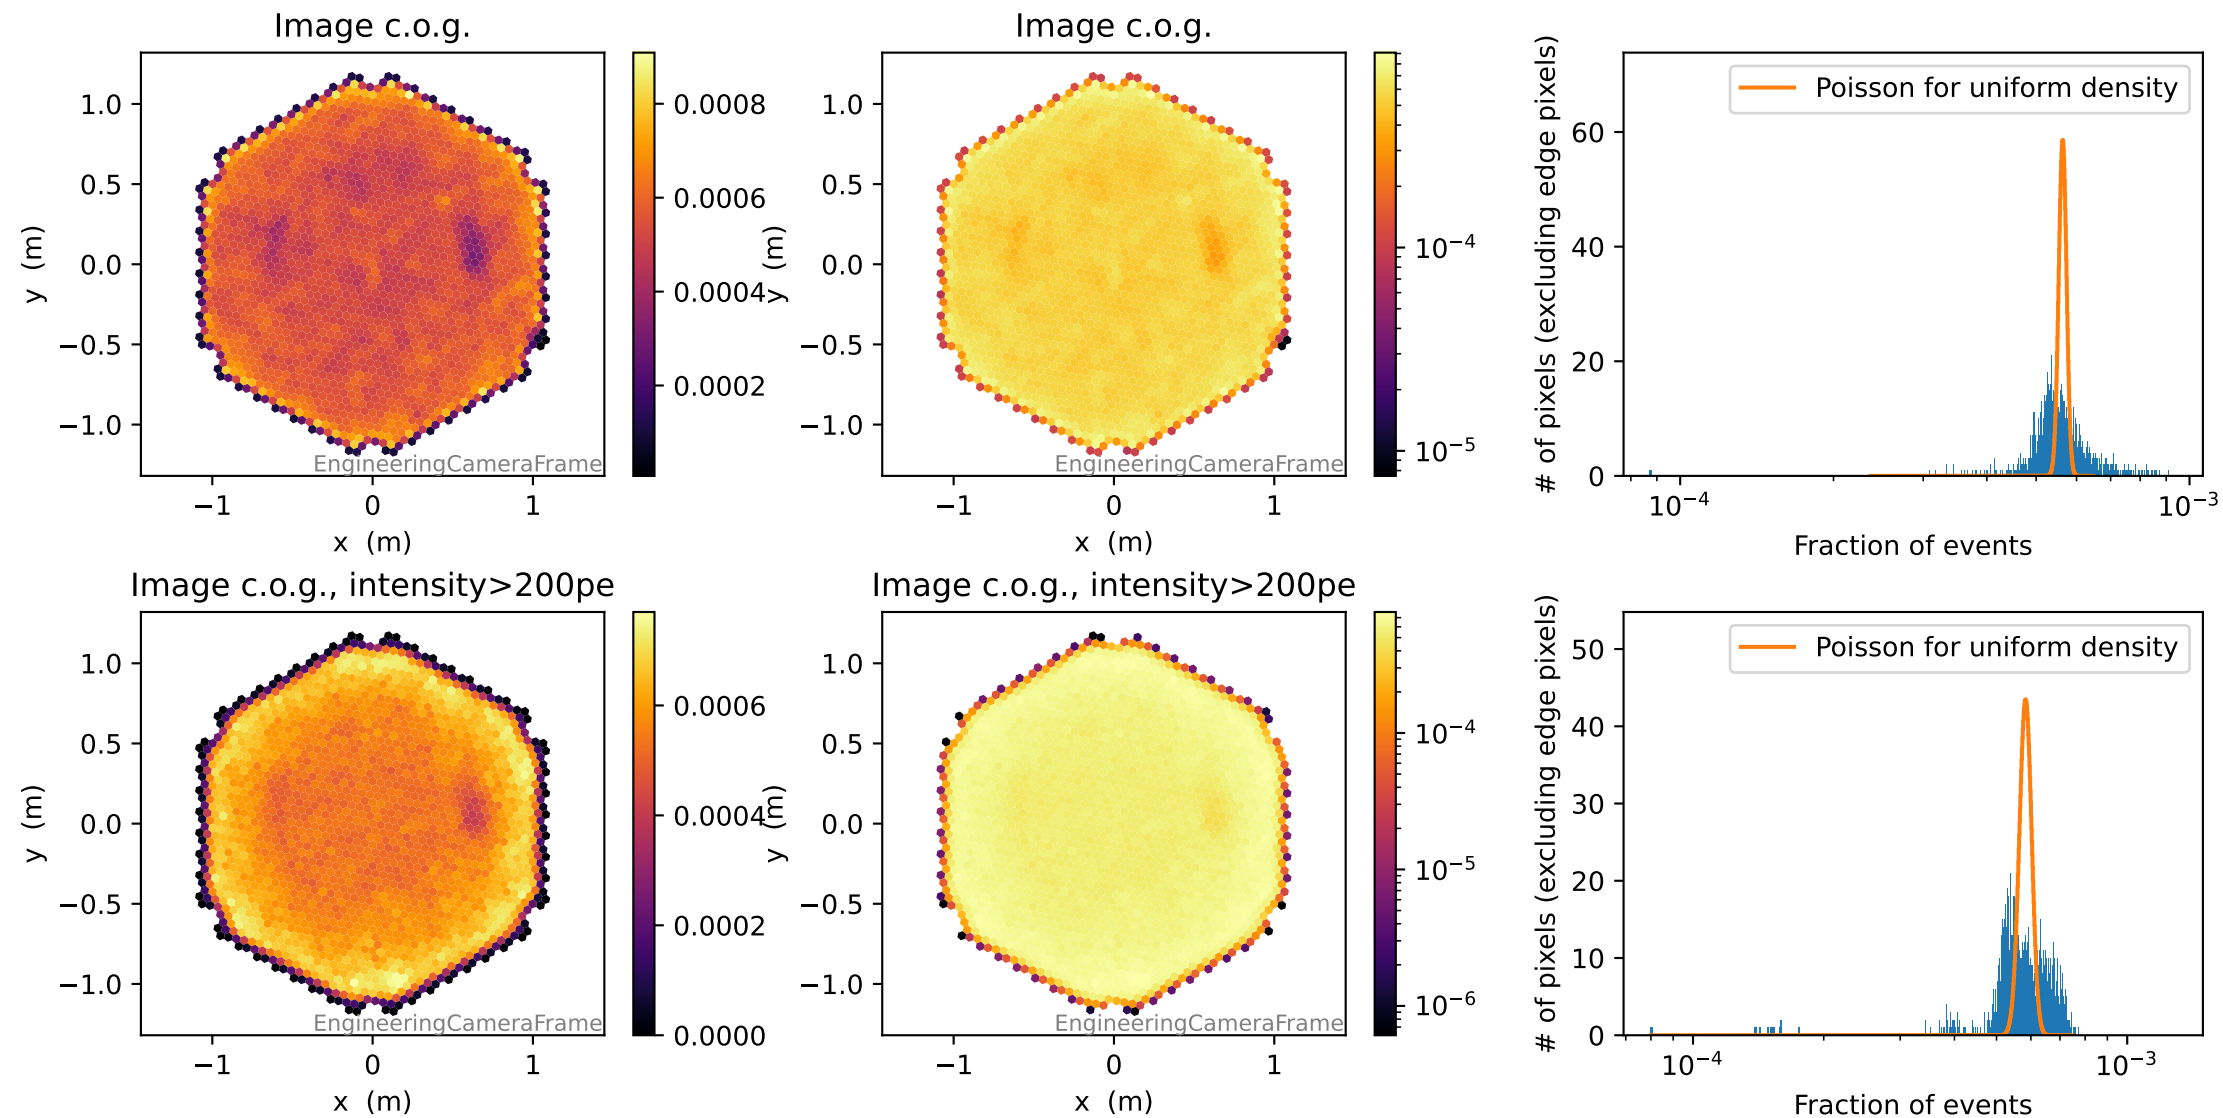 Image c.o.g.
1.0
0.5
0.0
−0.5
−1.0
y (m)
−1
0
1
x (m)
EngineeringCameraFrame
0.0008
0.0006
0.0004
0.0002
Image c.o.g.
1.0
0.5
0.0
−0.5
−1.0
y (m)
−1
0
1
x (m)
EngineeringCameraFrame
10⁻⁴
10⁻⁵
Poisson for uniform density
# of pixels (excluding edge pixels)
60
40
20
0
10⁻⁴
10⁻³
Fraction of events
Image c.o.g., intensity>200pe
1.0
0.5
0.0
−0.5
−1.0
y (m)
−1
0
1
x (m)
EngineeringCameraFrame
0.0006
0.0004
0.0002
0.0000
Image c.o.g., intensity>200pe
1.0
0.5
0.0
−0.5
−1.0
y (m)
−1
0
1
x (m)
EngineeringCameraFrame
10⁻⁴
10⁻⁵
10⁻⁶
Poisson for uniform density
# of pixels (excluding edge pixels)
50
40
30
20
10
0
10⁻⁴
10⁻³
Fraction of events